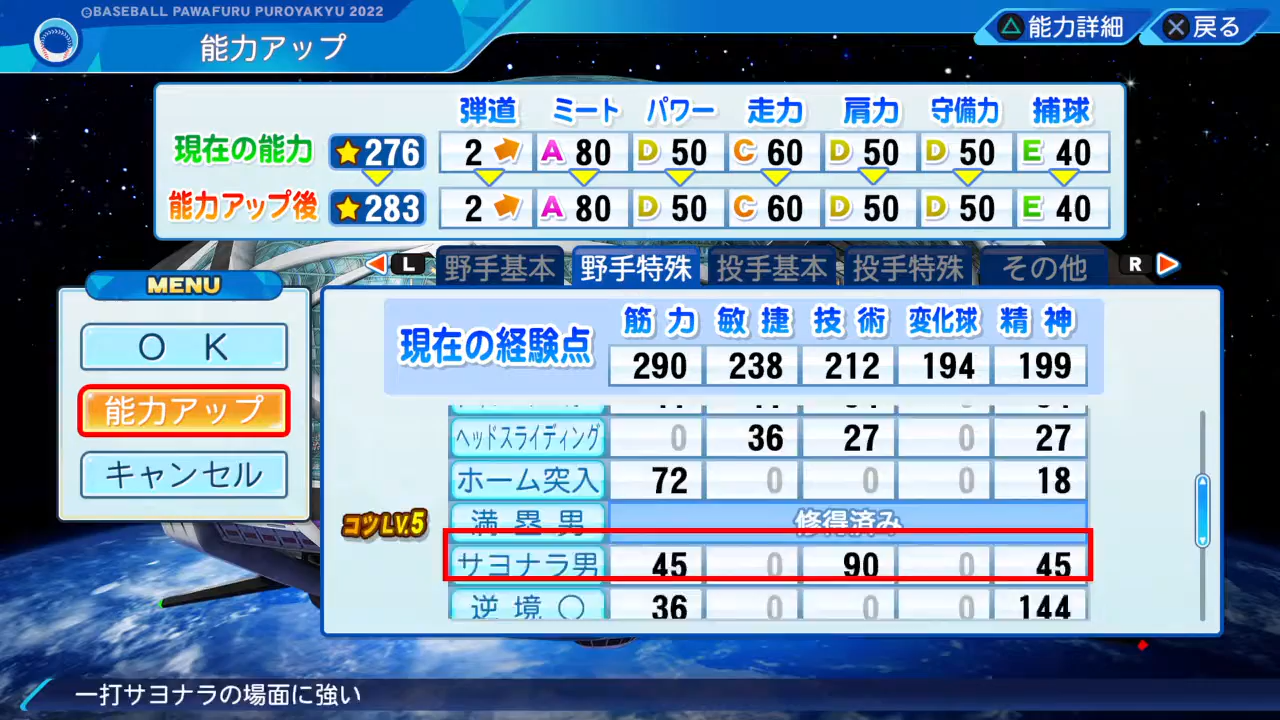 ©BASEBALL PAWAFURU PUROYAKYU 2022
能力アップ
能力詳細
戻る
弾道 ミート パワー 走力 肩力 守備力 捕球
現在の能力 ★276 2 A 80 D 50 C 60 D 50 D 50 E 40
能力アップ後 ★283 2 A 80 D 50 C 60 D 50 D 50 E 40
L 野手基本 野手特殊 投手基本 投手特殊 その他 R
MENU
OK
能力アップ
キャンセル
筋力 敏捷 技術 変化球 精神
現在の経験点 290 238 212 194 199
ヘッドスライディング 0 36 27 0 27
ホーム突入 72 0 0 0 18
コツLV.5 満塁男 修得済み
サヨナラ男 45 0 90 0 45
逆境〇 36 0 0 0 144
一打サヨナラの場面に強い